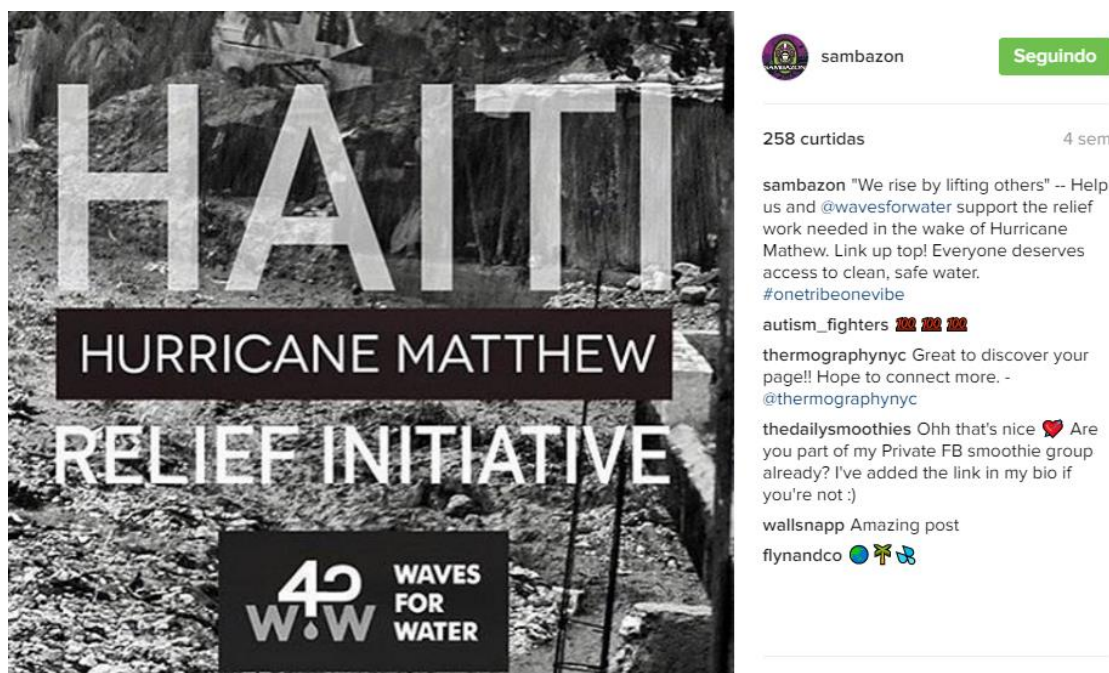 HAITI
HURRICANE MATTHEW
RELIEF INITIATIVE
W4W
WAVES
FOR
WATER
SAMBAZON
sambazon
Seguindo
258 curtidas
4 sem
sambazon "We rise by lifting others" -- Help
us and @wavesforwater support the relief
work needed in the wake of Hurricane
Mathew. Link up top! Everyone deserves
access to clean, safe water.
#onetribeonevibe
autism_fighters 💯 💯 💯
thermographynyc Great to discover your
page!! Hope to connect more. -
@thermographynyc
thedailysmoothies Ohh that's nice ❤️ Are
you part of my Private FB smoothie group
already? I've added the link in my bio if
you're not :)
wallsnapp Amazing post
flynandco 🌏🌴💦